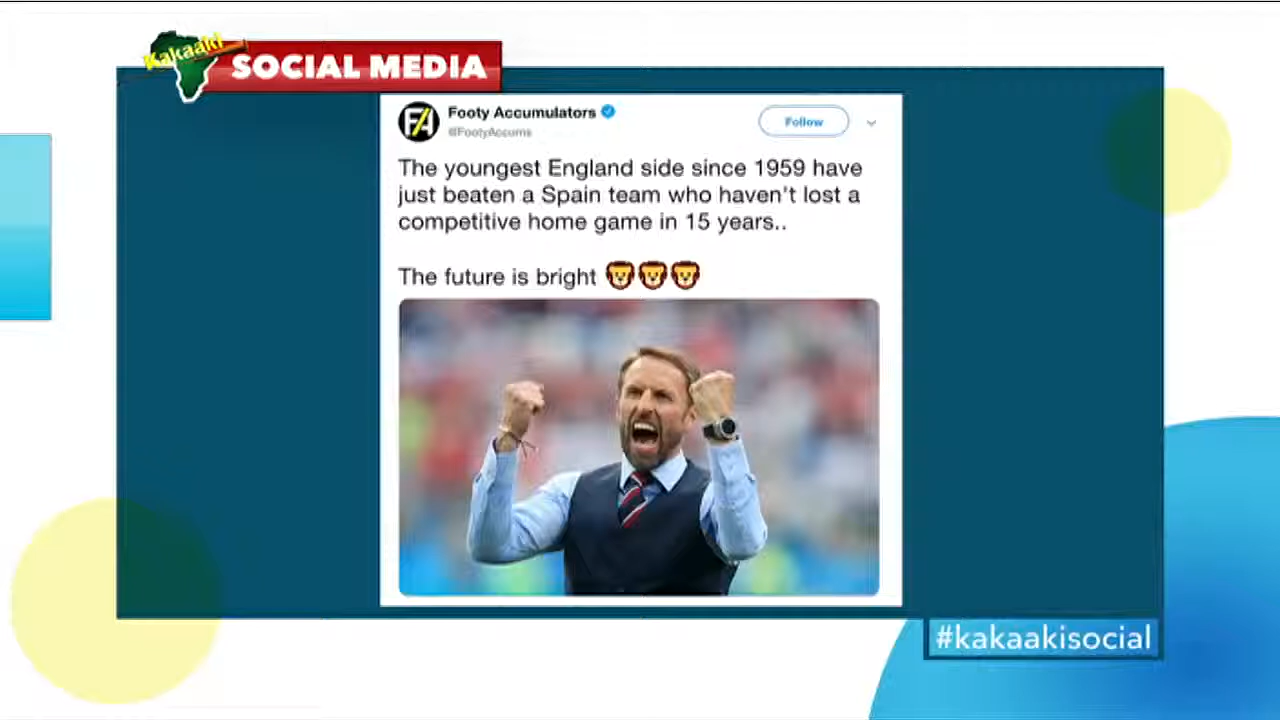 Kakaaki
SOCIAL MEDIA
FA
Footy Accumulators
@FootyAccums
Follow
The youngest England side since 1959 have
just beaten a Spain team who haven't lost a
competitive home game in 15 years..
The future is bright 🦁🦁🦁
#kakaakisocial